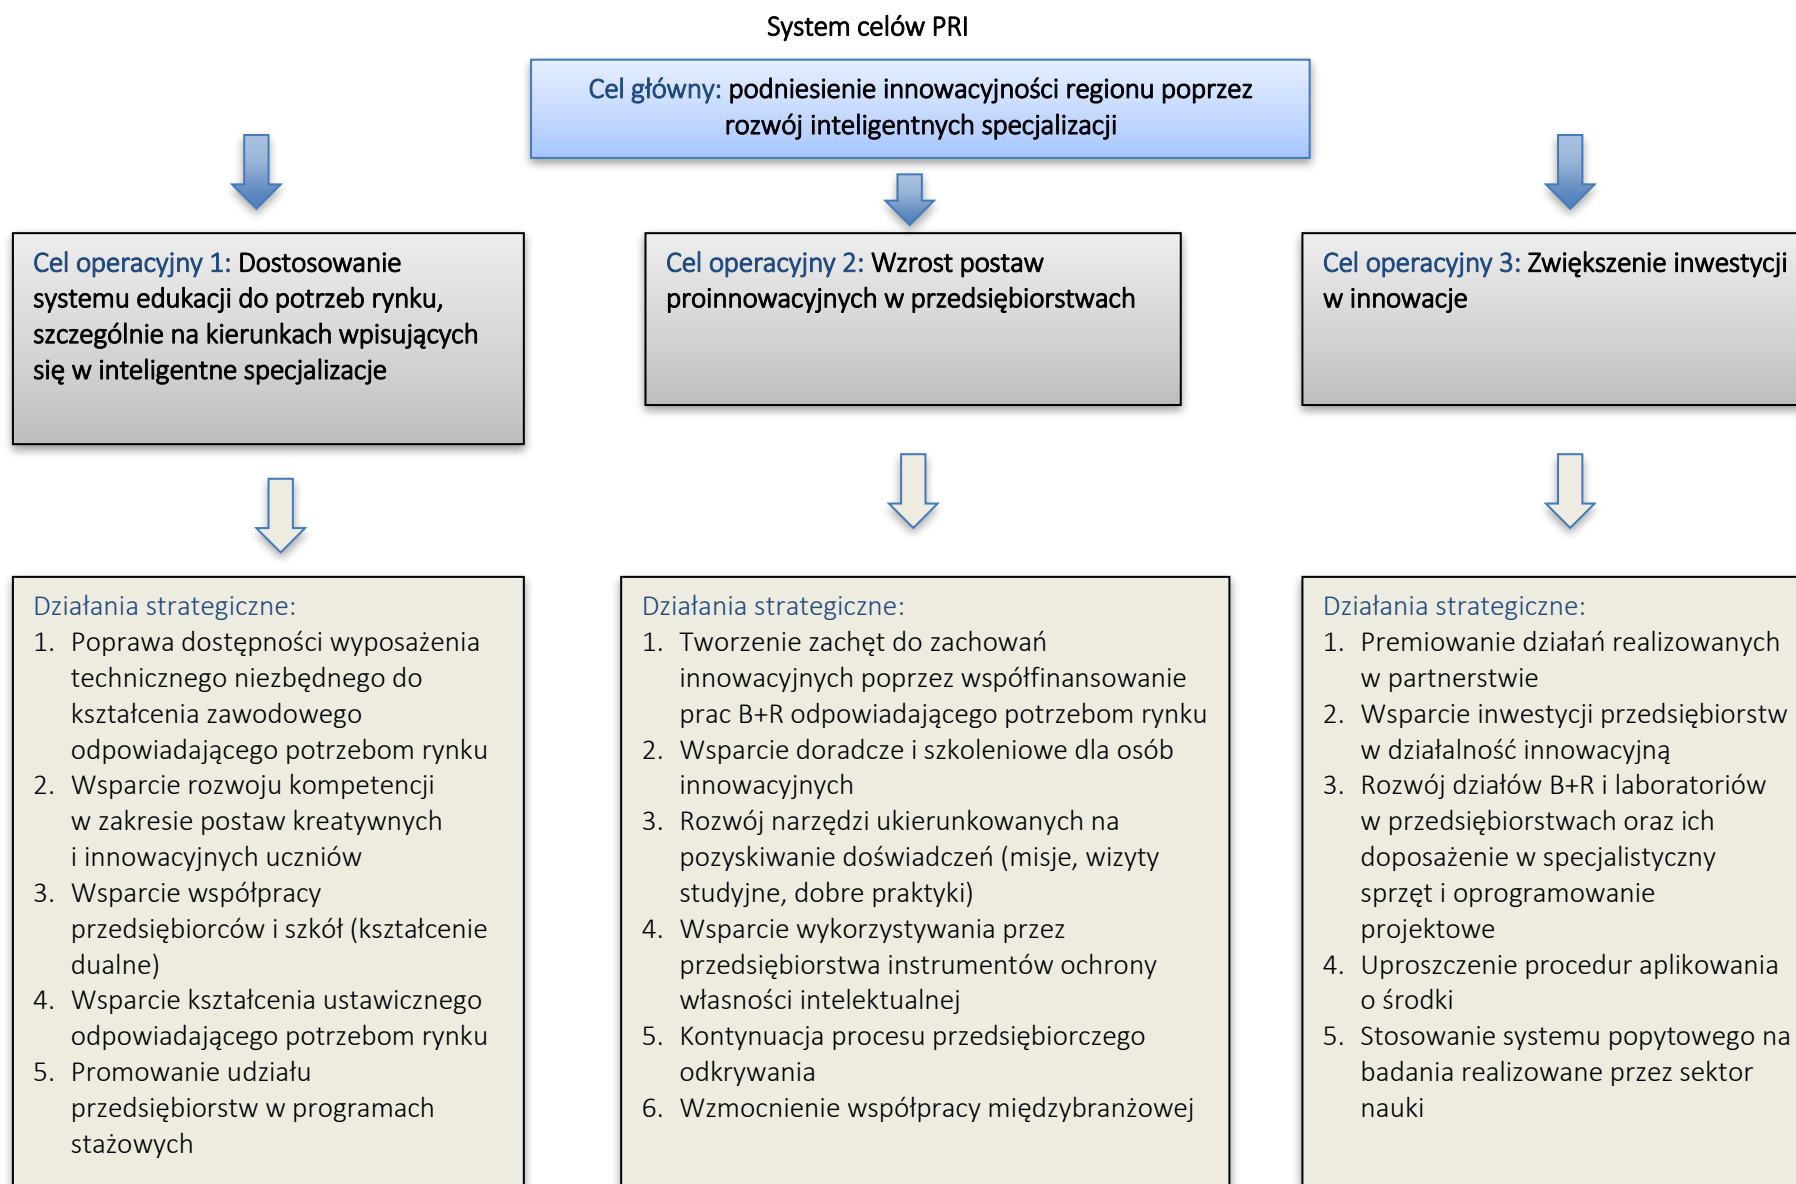 System celów PRI
Cel główny: podniesienie innowacyjności regionu poprzez
rozwój inteligentnych specjalizacji
Cel operacyjny 1: Dostosowanie
systemu edukacji do potrzeb rynku,
szczególnie na kierunkach wpisujących
się w inteligentne specjalizacje
Cel operacyjny 2: Wzrost postaw
proinnowacyjnych w przedsiębiorstwach
Cel operacyjny 3: Zwiększenie inwestycji
w innowacje
Działania strategiczne:
1. Poprawa dostępności wyposażenia
technicznego niezbędnego do
kształcenia zawodowego
odpowiadającego potrzebom rynku
2. Wsparcie rozwoju kompetencji
w zakresie postaw kreatywnych
i innowacyjnych uczniów
3. Wsparcie współpracy
przedsiębiorców i szkół (kształcenie
dualne)
4. Wsparcie kształcenia ustawicznego
odpowiadającego potrzebom rynku
5. Promowanie udziału
przedsiębiorstw w programach
stażowych
Działania strategiczne:
1. Tworzenie zachęt do zachowań
innowacyjnych poprzez współfinansowanie
prac B+R odpowiadającego potrzebom rynku
2. Wsparcie doradcze i szkoleniowe dla osób
innowacyjnych
3. Rozwój narzędzi ukierunkowanych na
pozyskiwanie doświadczeń (misje, wizyty
studyjne, dobre praktyki)
4. Wsparcie wykorzystywania przez
przedsiębiorstwa instrumentów ochrony
własności intelektualnej
5. Kontynuacja procesu przedsiębiorczego
odkrywania
6. Wzmocnienie współpracy międzybranżowej
Działania strategiczne:
1. Premiowanie działań realizowanych
w partnerstwie
2. Wsparcie inwestycji przedsiębiorstw
w działalność innowacyjną
3. Rozwój działów B+R i laboratoriów
w przedsiębiorstwach oraz ich
doposażenie w specjalistyczny
sprzęt i oprogramowanie
projektowe
4. Uproszczenie procedur aplikowania
o środki
5. Stosowanie systemu popytowego na
badania realizowane przez sektor
nauki